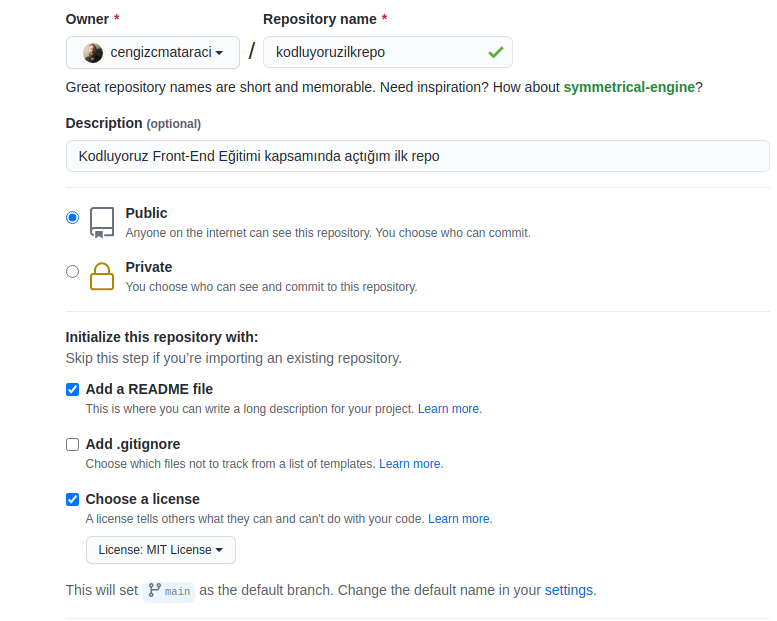 Owner * Repository name *
cengizcmataraci / kodluyoruzilkrepo
Great repository names are short and memorable. Need inspiration? How about symmetrical-engine?
Description (optional)
Kodluyoruz Front-End Eğitimi kapsamında açtığım ilk repo
Public
Anyone on the internet can see this repository. You choose who can commit.
Private
You choose who can see and commit to this repository.
Initialize this repository with:
Skip this step if you’re importing an existing repository.
Add a README file
This is where you can write a long description for your project. Learn more.
Add .gitignore
Choose which files not to track from a list of templates. Learn more.
Choose a license
A license tells others what they can and can't do with your code. Learn more.
License: MIT License
This will set main as the default branch. Change the default name in your settings.